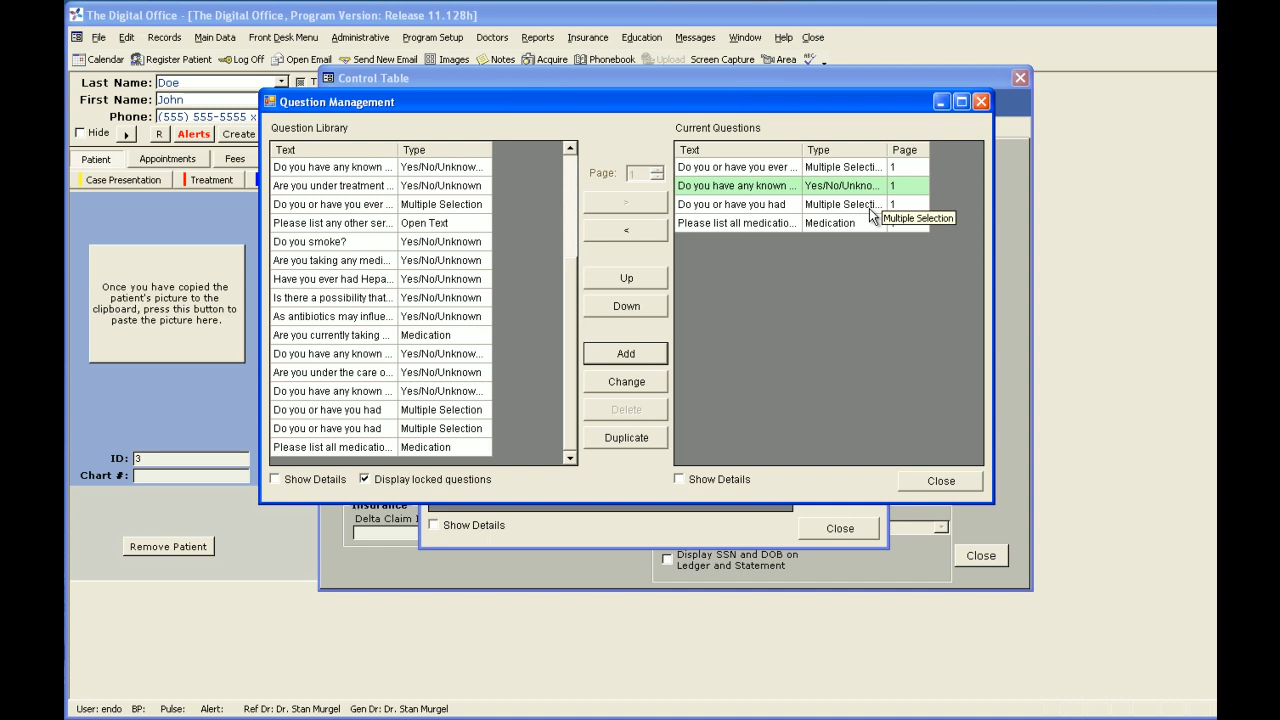 The Digital Office - [The Digital Office, Program Version: Release 11.128h]
File Edit Records Main Data Front Desk Menu Administrative Program Setup Doctors Reports Insurance Education Messages Window Help Close
Calendar Register Patient Log Off Open Email Send New Email Images Notes Acquire Phonebook Upload Screen Capture Area
Last Name: Doe
First Name: John
Phone: (555) 555-5555 x
Hide R Alerts Create
Patient Appointments Fees
Case Presentation Treatment
Once you have copied the
patient's picture to the
clipboard, press this button to
paste the picture here.
ID: 3
Chart #:
Remove Patient
Control Table
Question Management
Question Library
Text Type
Do you have any known ... Yes/No/Unknow...
Are you under treatment ... Yes/No/Unknown
Do you or have you ever ... Multiple Selection
Please list any other ser... Open Text
Do you smoke? Yes/No/Unknown
Are you taking any medi... Yes/No/Unknown
Have you ever had Hepa... Yes/No/Unknown
Is there a possibility that... Yes/No/Unknown
As antibiotics may influe... Yes/No/Unknown
Are you currently taking ... Medication
Do you have any known ... Yes/No/Unknow...
Are you under the care o... Yes/No/Unknown
Do you have any known ... Yes/No/Unknow...
Do you or have you had Multiple Selection
Do you or have you had Multiple Selection
Please list all medicatio... Medication
Show Details Display locked questions
Page: 1
>
<
Up
Down
Add
Change
Delete
Duplicate
Current Questions
Text Type Page
Do you or have you ever ... Multiple Selecti... 1
Do you have any known ... Yes/No/Unkno... 1
Do you or have you had Multiple Selecti... 1
Multiple Selection
Please list all medicatio... Medication
Show Details
Close
Insurance
Delta Claim
Show Details
Close
Display SSN and DOB on
Ledger and Statement
Close
User: endo BP: Pulse: Alert: Ref Dr: Dr. Stan Murgel Gen Dr: Dr. Stan Murgel